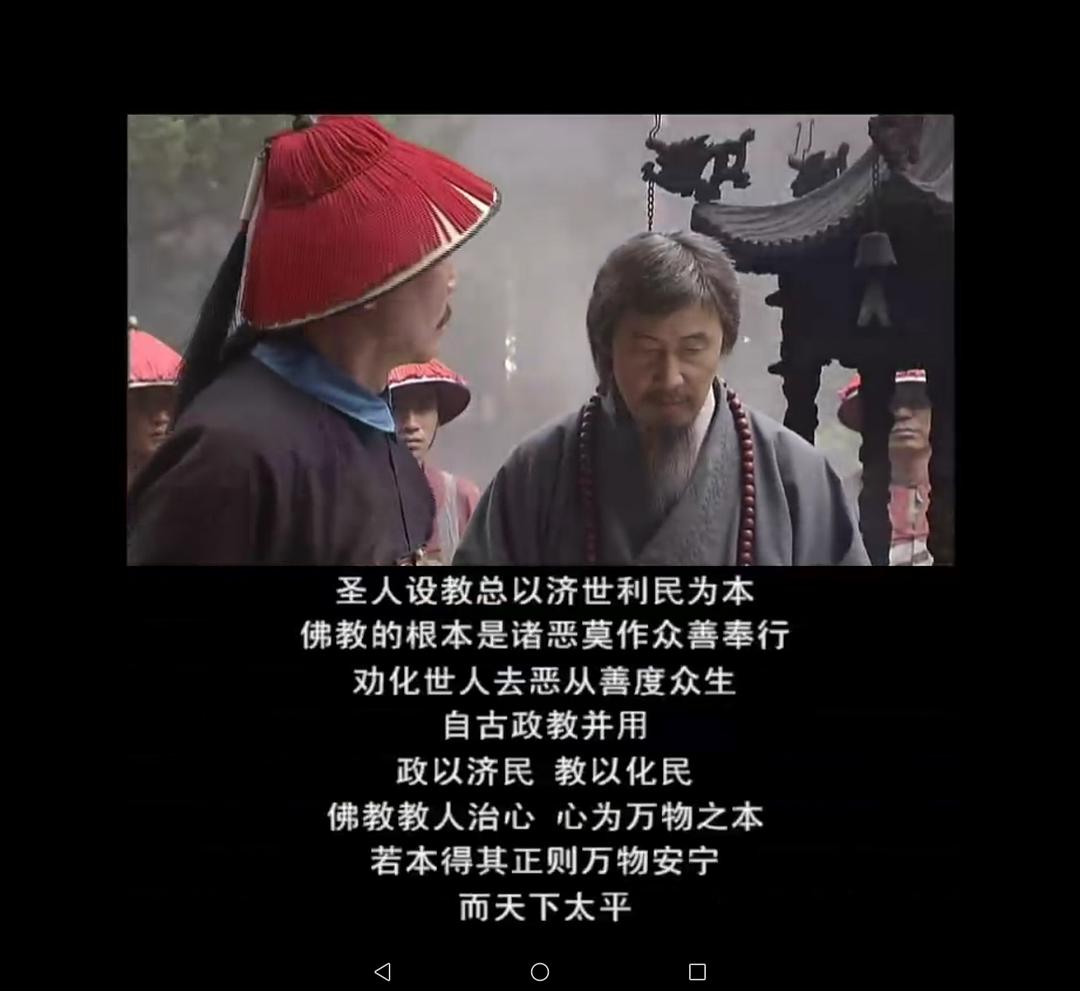 圣人设教总以济世利民为本
佛教的根本是诸恶莫作众善奉行
劝化世人去恶从善度众生
自古政教并用
政以济民 教以化民
佛教教人治心 心为万物之本
若本得其正则万物安宁
而天下太平